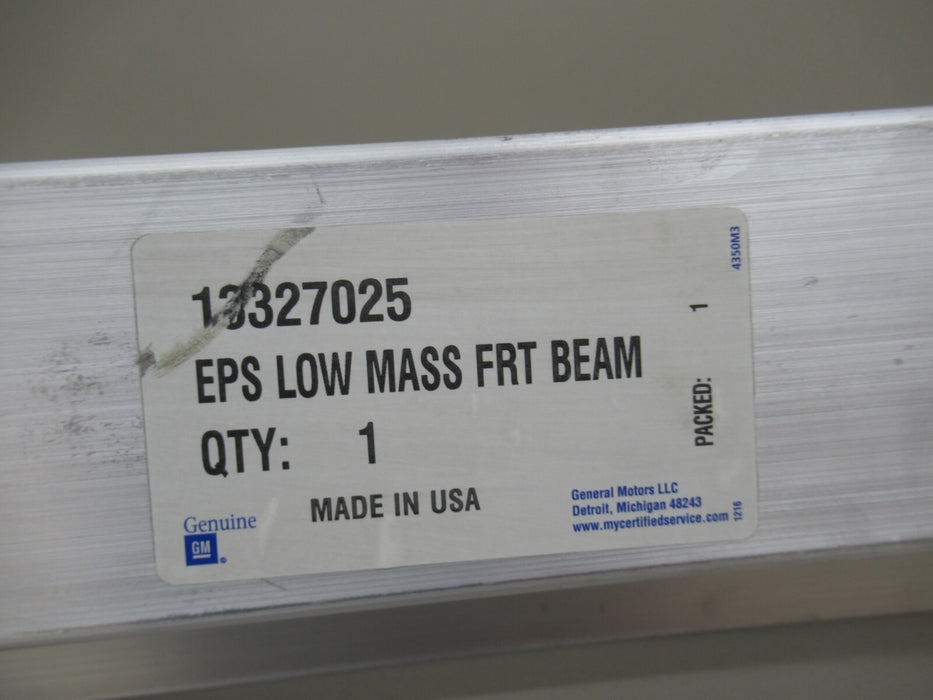 13327025
EPS LOW MASS FRT BEAM
QTY: 1
MADE IN USA
Genuine
GM
General Motors LLC
Detroit, Michigan 48243
www.mycertifiedservice.com
1216
PACKED: 1
4350M3